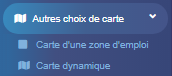 Autres choix de carte
Carte d'une zone d'emploi
Carte dynamique